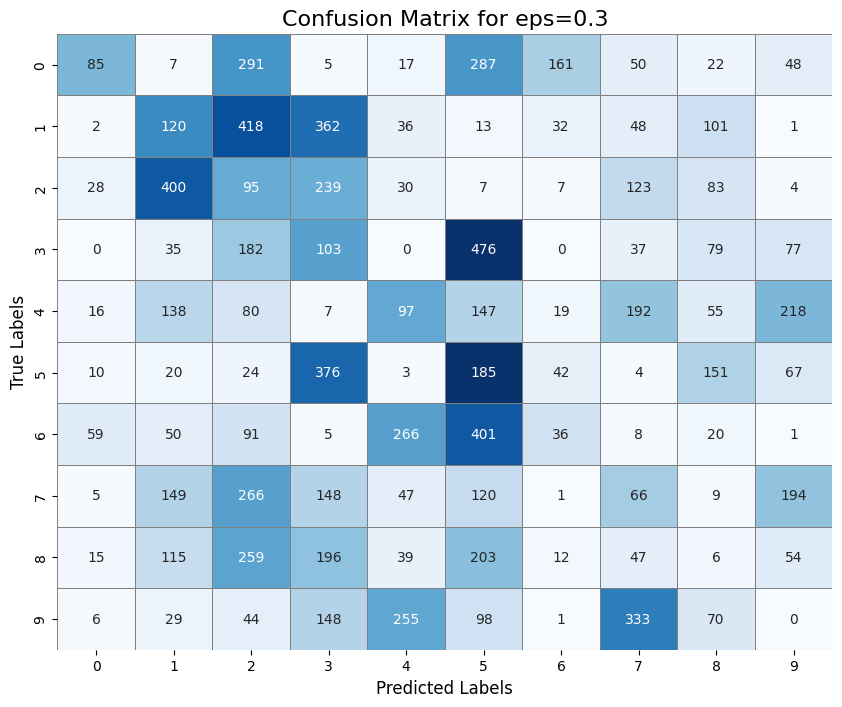 Confusion Matrix for eps=0.3
True Labels
0 85 7 291 5 17 287 161 50 22 48
1 2 120 418 362 36 13 32 48 101 1
2 28 400 95 239 30 7 7 123 83 4
3 0 35 182 103 0 476 0 37 79 77
4 16 138 80 7 97 147 19 192 55 218
5 10 20 24 376 3 185 42 4 151 67
6 59 50 91 5 266 401 36 8 20 1
7 5 149 266 148 47 120 1 66 9 194
8 15 115 259 196 39 203 12 47 6 54
9 6 29 44 148 255 98 1 333 70 0
0 1 2 3 4 5 6 7 8 9
Predicted Labels